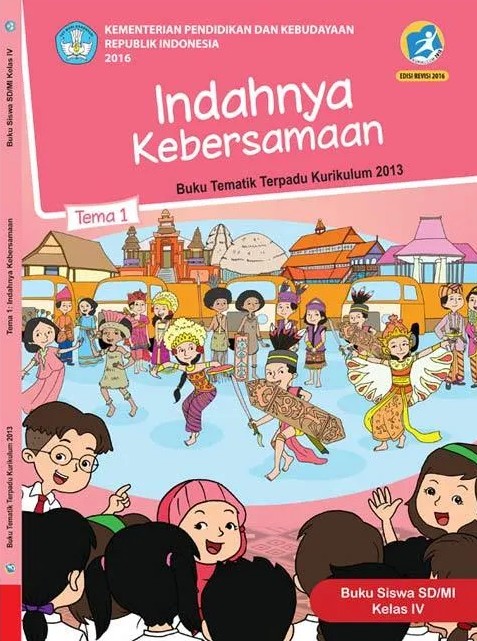 KEMENTERIAN PENDIDIKAN DAN KEBUDAYAAN
REPUBLIK INDONESIA
2016
EDISI REVISI 2016
Indahnya
Kebersamaan
Buku Tematik Terpadu Kurikulum 2013
Tema 1
Buku Siswa SD/MI
Kelas IV
Buku Siswa SD/MI Kelas IV
Tema 1: Indahnya Kebersamaan
Buku Tematik Terpadu Kurikulum 2013